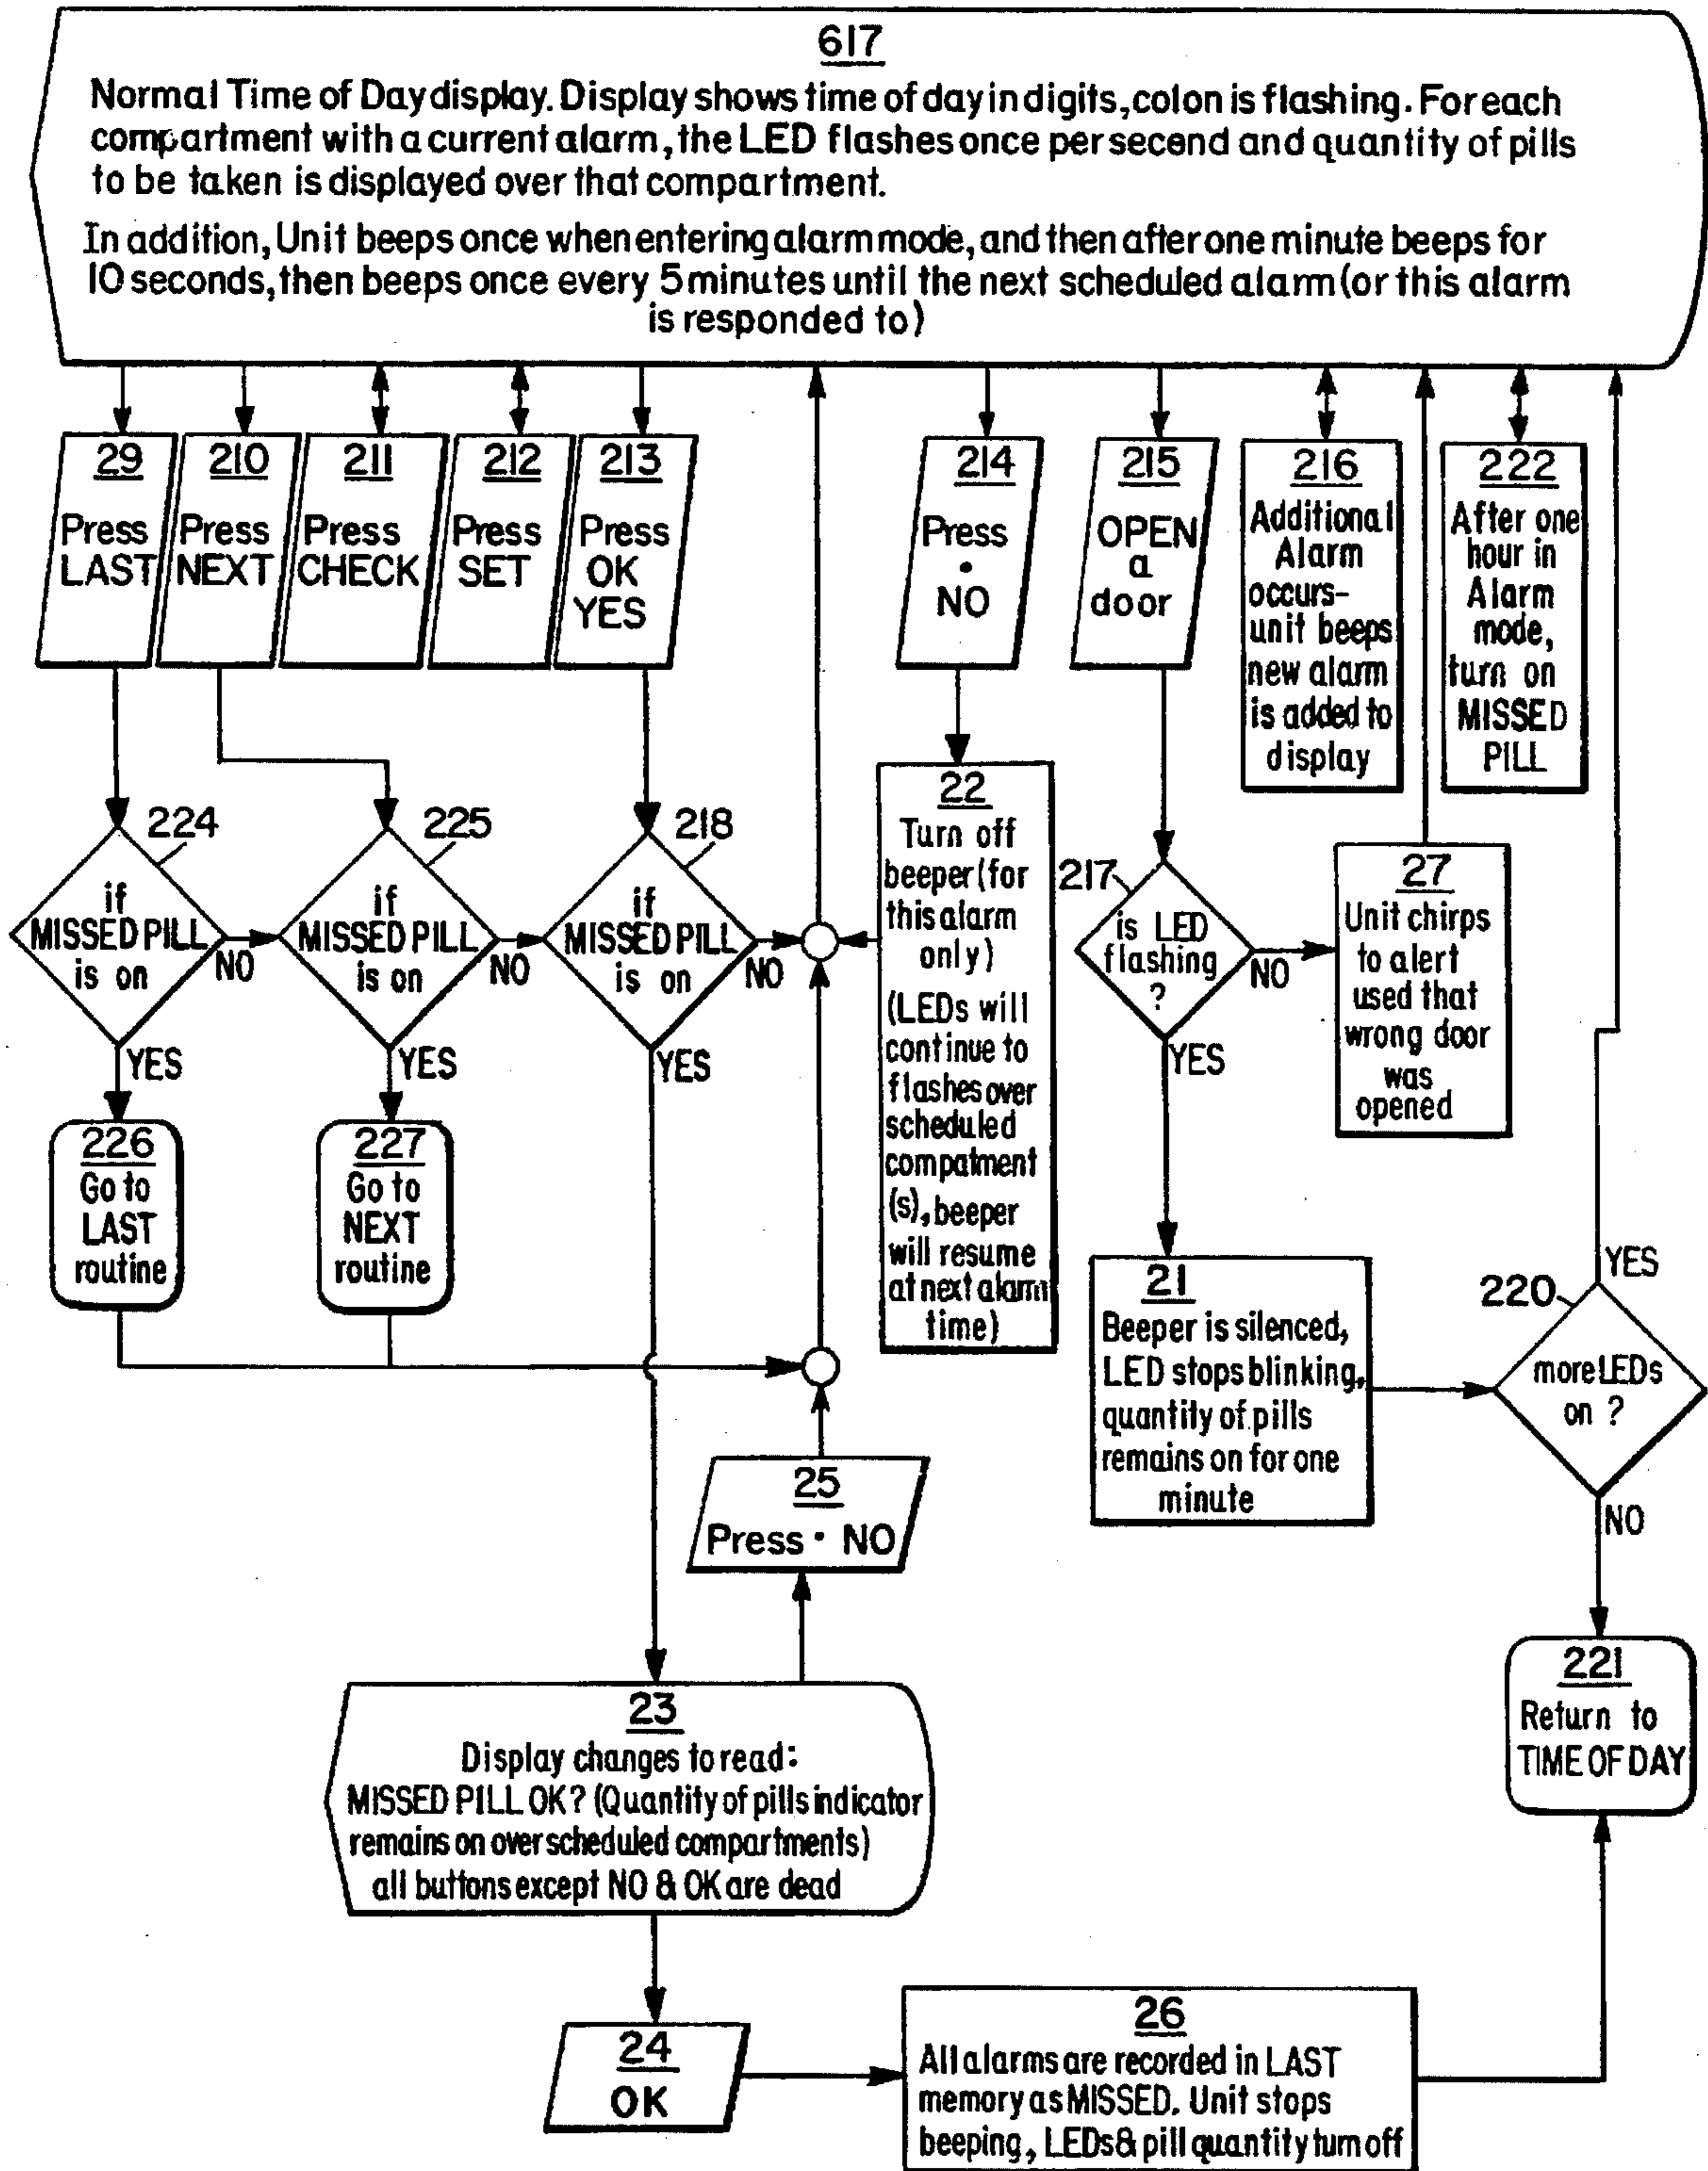 617
Normal Time of Day display. Display shows time of day in digits, colon is flashing. For each
compartment with a current alarm, the LED flashes once per secend and quantity of pills
to be taken is displayed over that compartment.
In addition, Unit beeps once when entering alarm mode, and then after one minute beeps for
10 seconds, then beeps once every 5 minutes until the next scheduled alarm (or this alarm
is responded to)
29
Press
LAST
210
Press
NEXT
211
Press
CHECK
212
Press
SET
213
Press
OK
YES
214
Press
•
NO
215
OPEN
a
door
216
Additional
Alarm
occurs-
unit beeps
new alarm
is added to
display
222
After one
hour in
Alarm
mode,
turn on
MISSED
PILL
224
if
MISSED PILL
is on
NO
YES
225
if
MISSED PILL
is on
NO
YES
218
if
MISSED PILL
is on
NO
YES
22
Turn off
beeper (for
this alarm
only)
(LEDs will
continue to
flashes over
scheduled
compatment
(s), beeper
will resume
at next alarm
time)
217
is LED
flashing
?
NO
YES
27
Unit chirps
to alert
used that
wrong door
was
opened
226
Go to
LAST
routine
227
Go to
NEXT
routine
21
Beeper is silenced,
LED stops blinking,
quantity of pills
remains on for one
minute
220
more LEDs
on ?
YES
NO
25
Press • NO
221
Return to
TIME OF DAY
23
Display changes to read:
MISSED PILL OK? (Quantity of pills indicator
remains on over scheduled compartments)
all buttons except NO & OK are dead
24
OK
26
All alarms are recorded in LAST
memory as MISSED. Unit stops
beeping, LEDs & pill quantity turn off